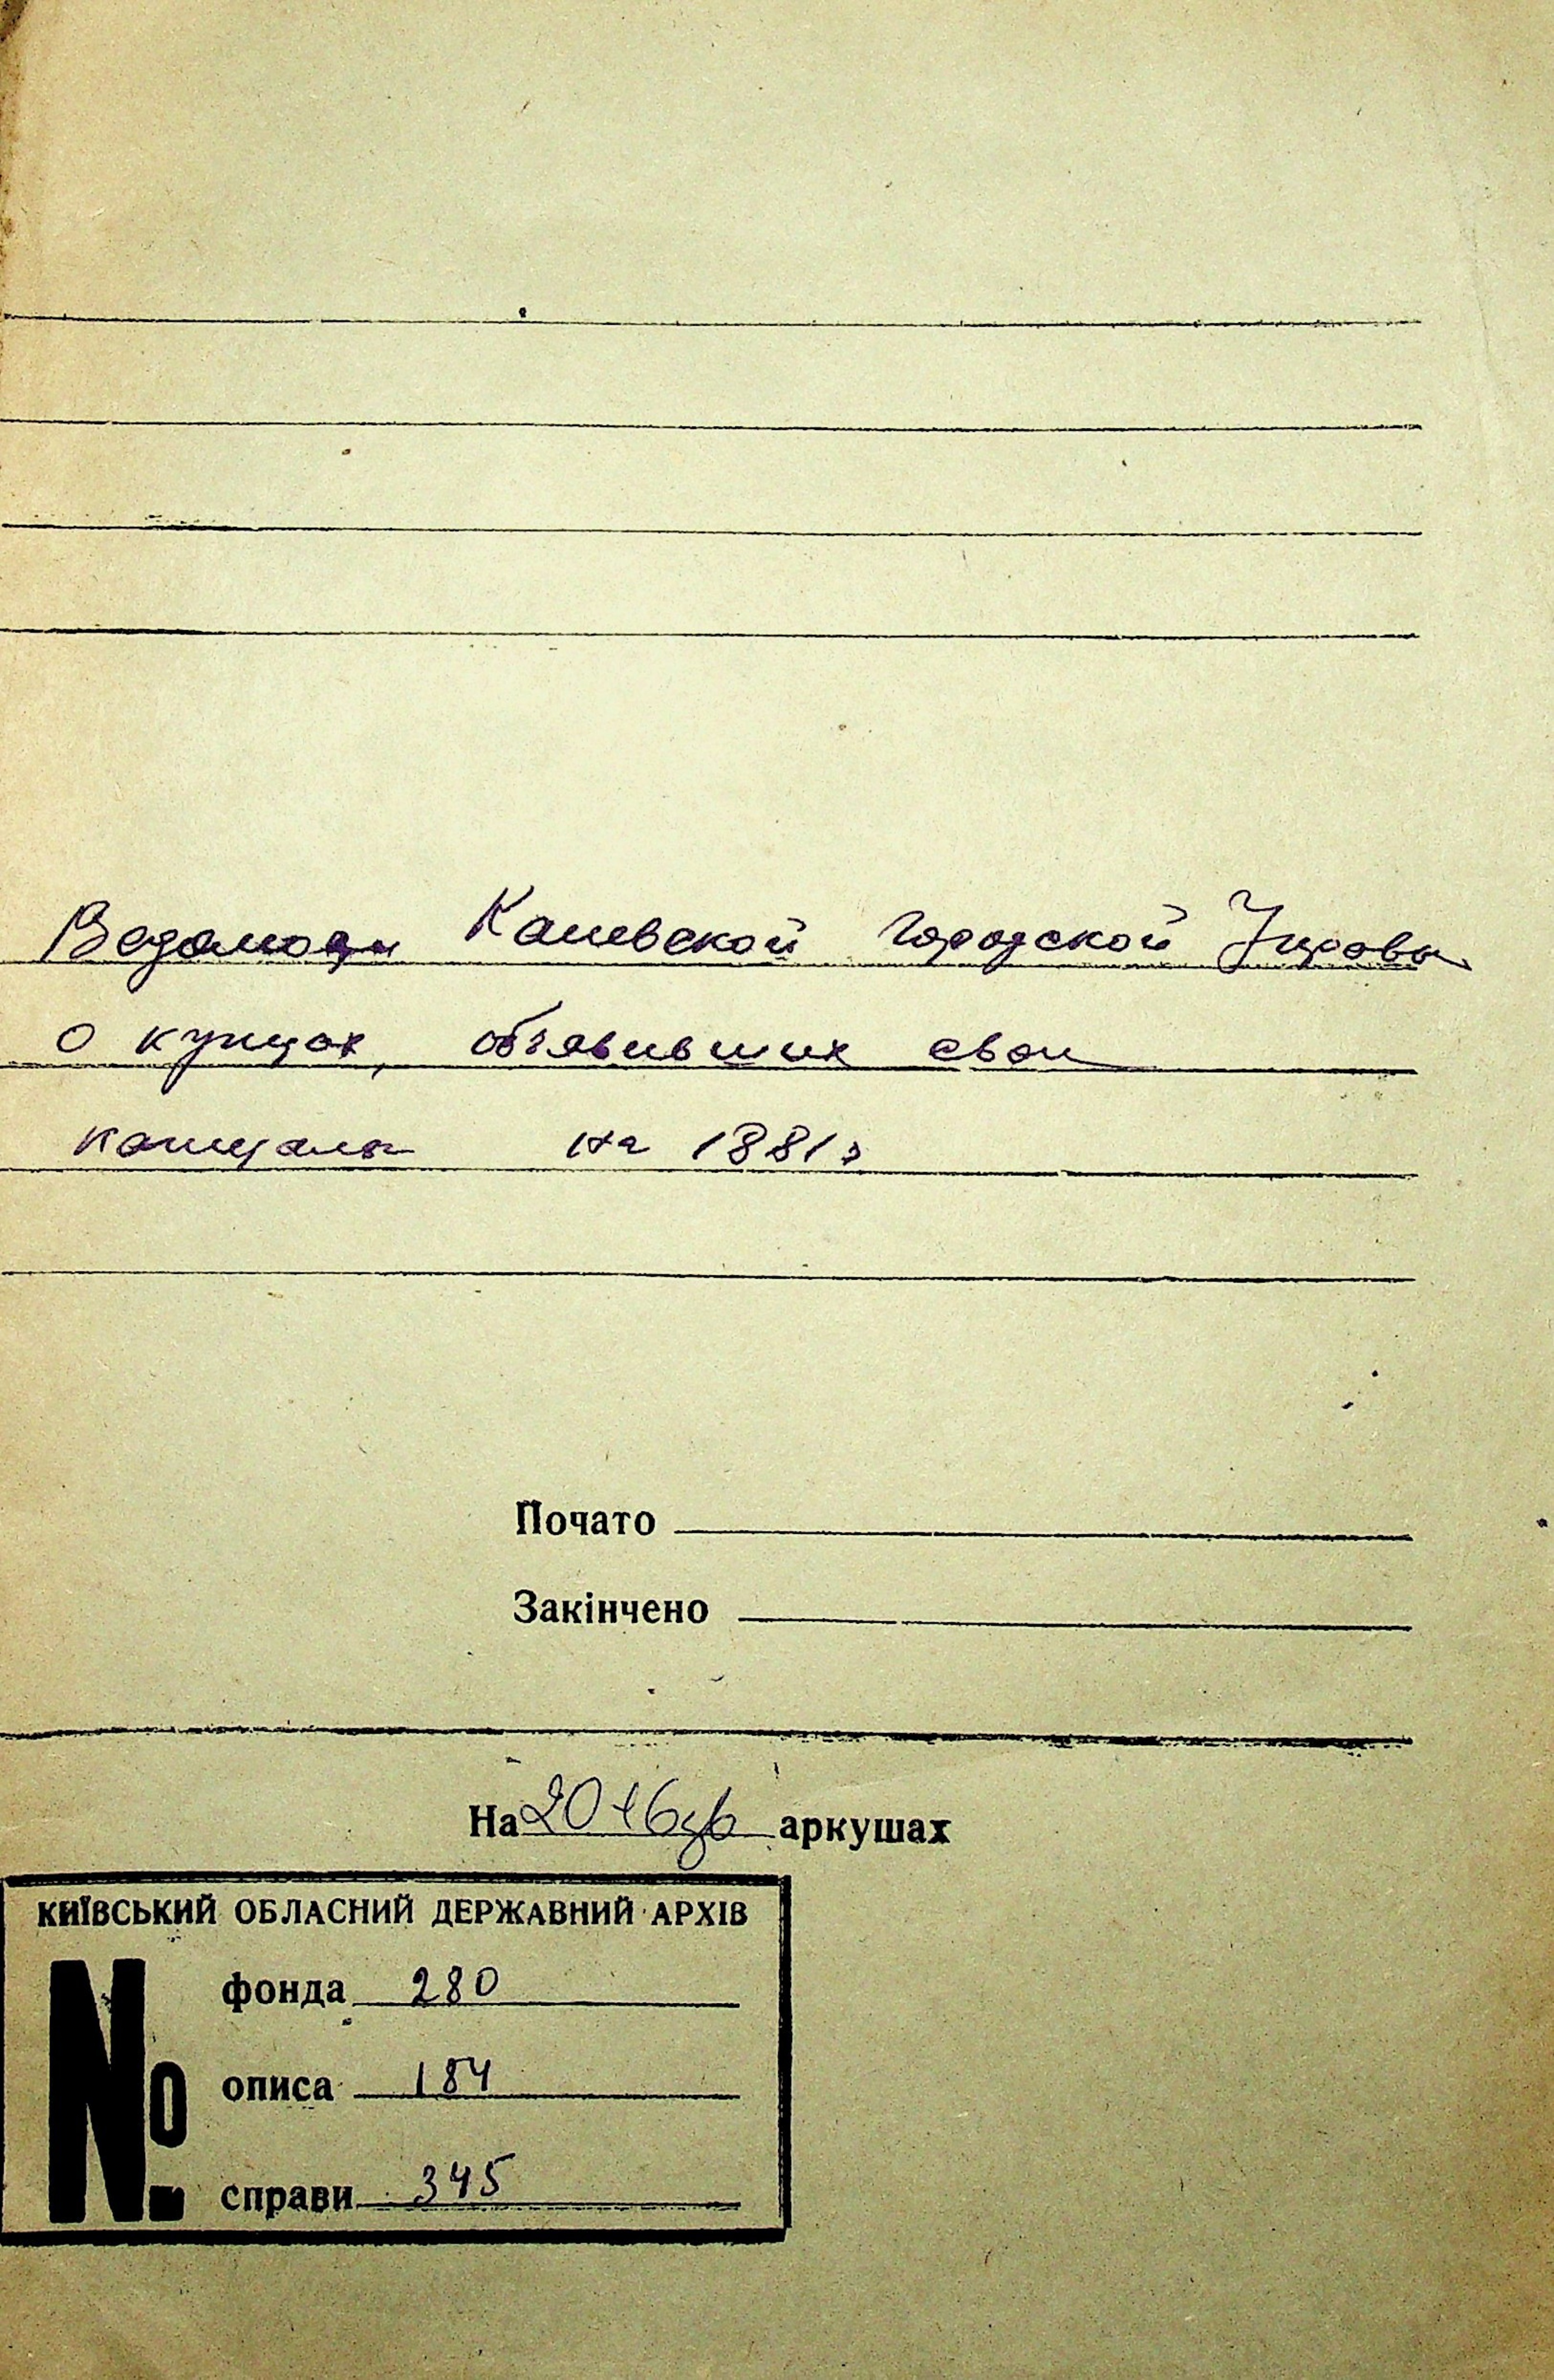 Ведомости Каневской городской Управы
о купцах, объявивших свои
капиталы на 1881 г
Почато
Закінчено
На 20+6зв аркушах
КИЇВСЬКИЙ ОБЛАСНИЙ ДЕРЖАВНИЙ АРХІВ
№
фонда 280
описа 184
справи 345